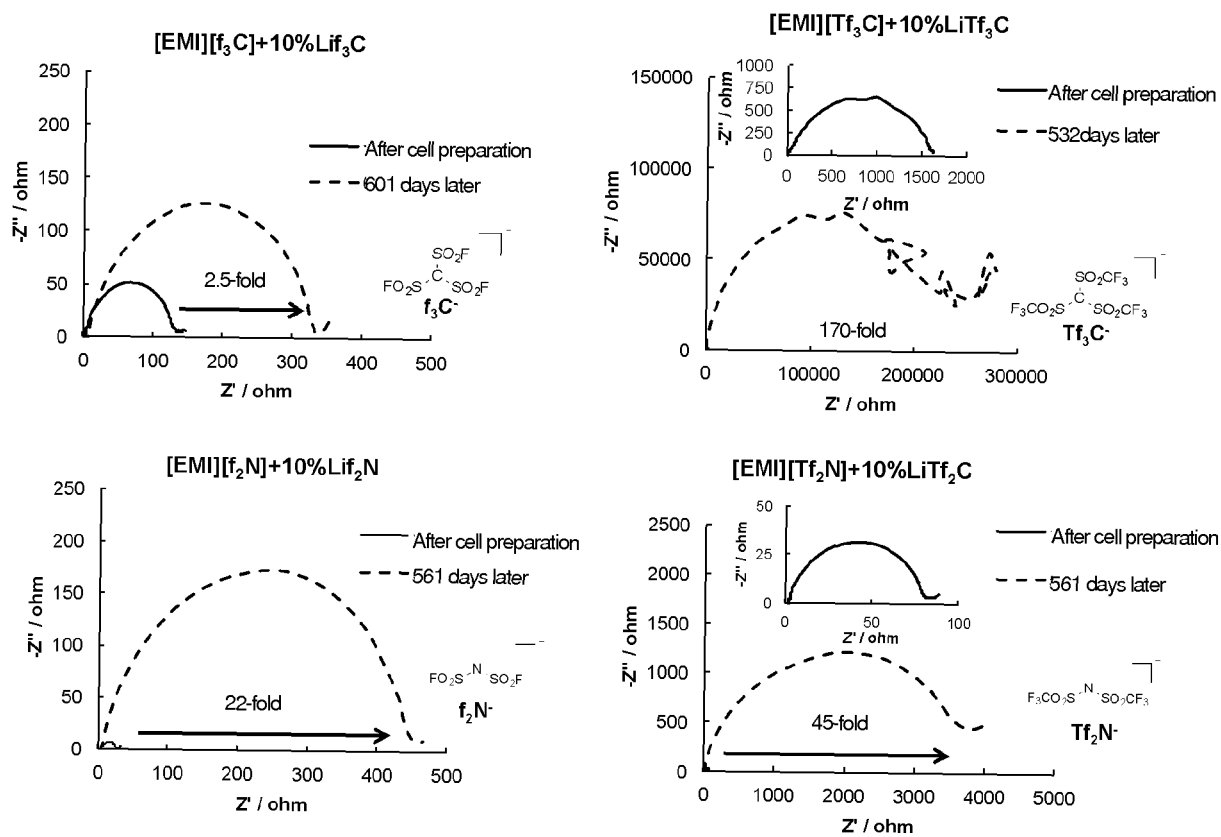 [EMI][f₃C]+10%Lif₃C
250
200
150
100
50
0
-Z" / ohm
0 100 200 300 400 500
Z' / ohm
After cell preparation
601 days later
2.5-fold
SO₂F
C
FO₂S SO₂F
f₃C-
[EMI][Tf₃C]+10%LiTf₃C
150000
100000
50000
0
-Z" / ohm
0 100000 200000 300000
Z' / ohm
1000
750
500
250
0
-Z" / ohm
0 500 1000 1500 2000
Z' / ohm
After cell preparation
532days later
170-fold
SO₂CF₃
C
F₃CO₂S SO₂CF₃
Tf₃C-
[EMI][f₂N]+10%Lif₂N
250
200
150
100
50
0
-Z" / ohm
0 100 200 300 400 500
Z' / ohm
After cell preparation
561 days later
22-fold
N
FO₂S SO₂F
f₂N-
[EMI][Tf₂N]+10%LiTf₂C
2500
2000
1500
1000
500
0
-Z" / ohm
0 1000 2000 3000 4000 5000
Z' / ohm
50
25
0
-Z" / ohm
0 50 100
Z' / ohm
After cell preparation
561 days later
45-fold
N
F₃CO₂S SO₂CF₃
Tf₂N-